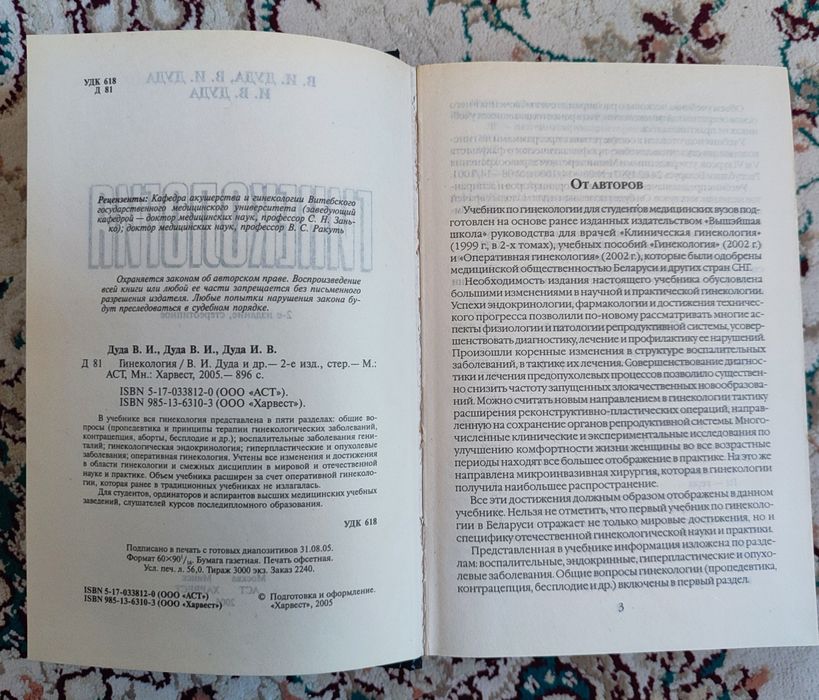 УДК 618
Д 81
В. И. ДУДА, В. И. ДУДА
И. В. ДУДА
ГИНЕКОЛОГИЯ
Рецензенты: Кафедра акушерства и гинекологии Витебского
государственного медицинского университета (заведующий
кафедрой — доктор медицинских наук, профессор С. Н. Зань-
ко); доктор медицинских наук, профессор В. С. Ракуть
Охраняется законом об авторском праве. Воспроизведение
всей книги или любой ее части запрещается без письменного
разрешения издателя. Любые попытки нарушения закона бу-
дут преследоваться в судебном порядке.
2-е издание, стереотипное
Дуда В. И., Дуда В. И., Дуда И. В.
Д 81 Гинекология / В. И. Дуда и др.— 2-е изд., стер.— М.:
АСТ, Мн.: Харвест, 2005.— 896 с.
ISBN 5-17-033812-0 (ООО «АСТ»).
ISBN 985-13-6310-3 (ООО «Харвест»).
В учебнике вся гинекология представлена в пяти разделах: общие во-
просы (пропедевтика и принципы терапии гинекологических заболеваний,
контрацепция, аборты, бесплодие и др.); воспалительные заболевания гени-
талий; гинекологическая эндокринология; гиперпластические и опухолевые
заболевания; оперативная гинекология. Учтены все изменения и достижения
в области гинекологии и смежных дисциплин в мировой и отечественной
науке и практике. Объем учебника расширен за счет оперативной гинеколо-
гии, которая ранее в традиционных учебниках не излагалась.
Для студентов, ординаторов и аспирантов высших медицинских учебных
заведений, слушателей курсов последипломного образования.
УДК 618
Подписано в печать с готовых диапозитивов 31.08.05.
Формат 60×90 1/16. Бумага газетная. Печать офсетная.
Усл. печ. л. 56,0. Тираж 3000 экз. Заказ 2240.
Москва Минск
АСТ ХАРВЕСТ
ISBN 5-17-033812-0 (ООО «АСТ»)
ISBN 985-13-6310-3 (ООО «Харвест»)
© Подготовка и оформление.
«Харвест», 2005
ОТ АВТОРОВ
Учебник по гинекологии для студентов медицинских вузов под-
готовлен на основе ранее изданных издательством «Вышэйшая
школа» руководства для врачей «Клиническая гинекология»
(1999 г., в 2-х томах), учебных пособий «Гинекология» (2002 г.)
и «Оперативная гинекология» (2002 г.), которые были одобрены
медицинской общественностью Беларуси и других стран СНГ.
Необходимость издания настоящего учебника обусловлена
большими изменениями в научной и практической гинекологии.
Успехи эндокринологии, фармакологии и достижения техничес-
кого прогресса позволили по-новому рассматривать многие ас-
пекты физиологии и патологии репродуктивной системы, усовер-
шенствовать диагностику, лечение и профилактику ее нарушений.
Произошли коренные изменения в структуре воспалительных
заболеваний, в тактике их лечения. Совершенствование диагности-
ки и лечения предопухолевых процессов позволило существен-
но снизить частоту запущенных злокачественных новообразова-
ний. Можно считать новым направлением в гинекологии тактику
расширения реконструктивно-пластических операций, направлен-
ную на сохранение органов репродуктивной системы. Много-
численные клинические и экспериментальные исследования по
улучшению комфортности жизни женщины во все возрастные
периоды находят все большее отображение в практике. На это же
направлена микроинвазивная хирургия, которая в гинекологии
получила наибольшее распространение.
Все эти достижения должным образом отображены в данном
учебнике. Нельзя не отметить, что первый учебник по гинеколо-
гии в Беларуси отражает не только мировые достижения, но и
специфику отечественной гинекологической науки и практики.
Представленная в учебнике информация изложена по разде-
лам: воспалительные, эндокринные, гиперпластические и опухо-
левые заболевания. Общие вопросы гинекологии (пропедевтика,
контрацепция, бесплодие и др.) включены в первый раздел.
3